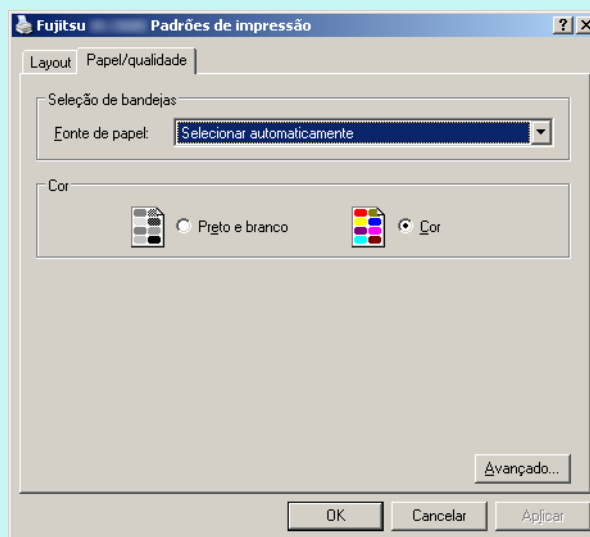 Fujitsu Padrões de impressão
Layout Papel/qualidade
Seleção de bandejas
Fonte de papel: Selecionar automaticamente
Cor
Preto e branco Cor
Avançado...
OK Cancelar Aplicar